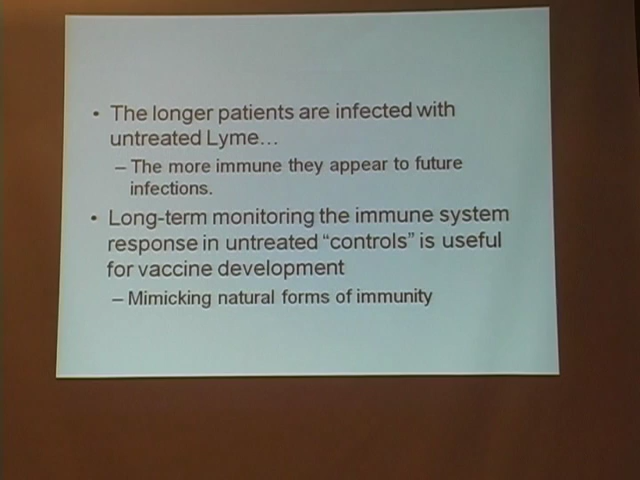 • The longer patients are infected with
untreated Lyme…
– The more immune they appear to future
infections.
• Long-term monitoring the immune system
response in untreated “controls” is useful
for vaccine development
– Mimicking natural forms of immunity